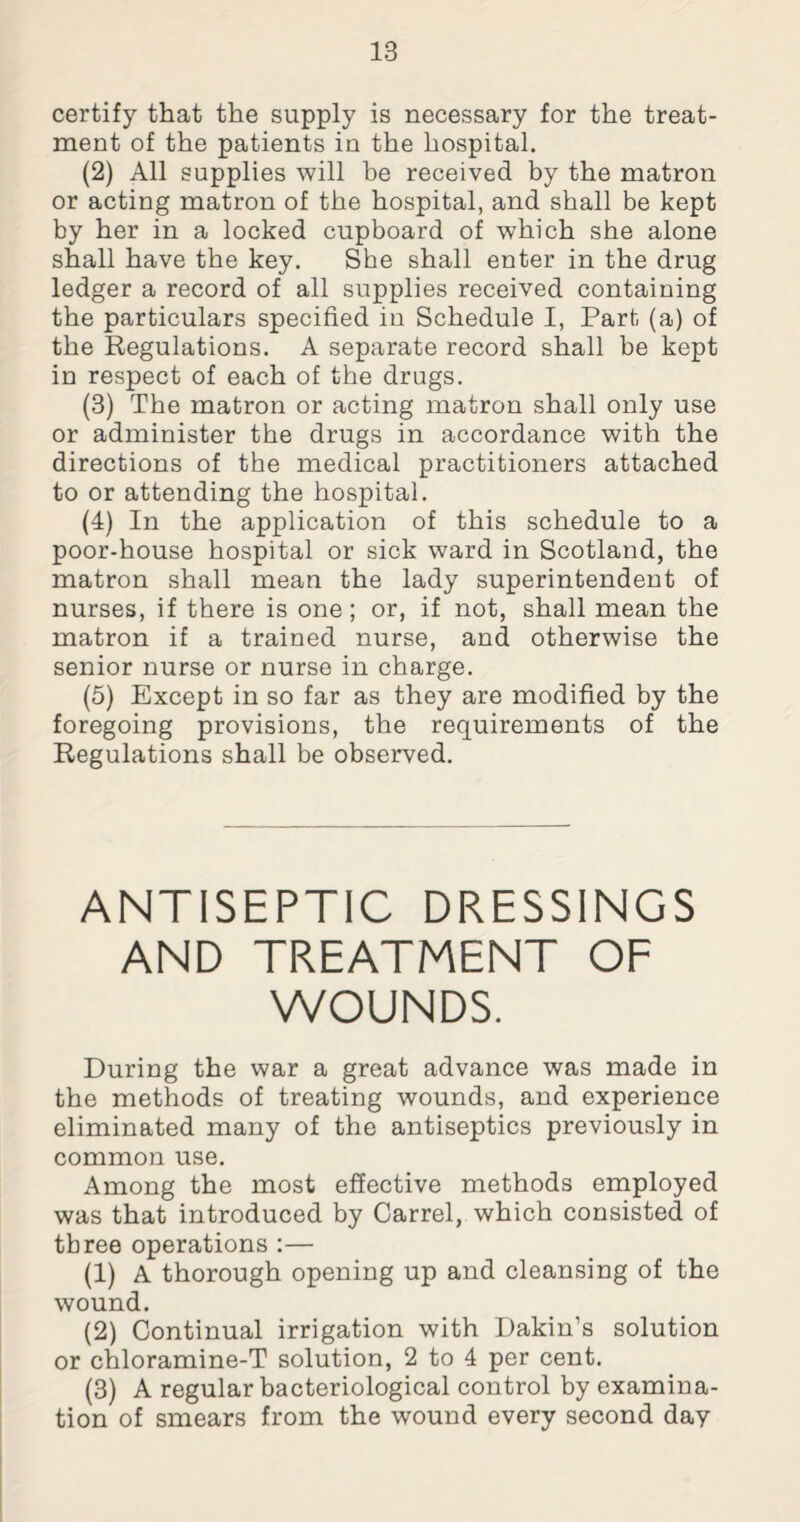 13
certify that the supply is necessary for the treat-
ment of the patients in the hospital.
(2) All supplies will be received by the matron
or acting matron of the hospital, and shall be kept
by her in a locked cupboard of which she alone
shall have the key. She shall enter in the drug
ledger a record of all supplies received containing
the particulars specified in Schedule I, Part (a) of
the Regulations. A separate record shall be kept
in respect of each of the drugs.
(3) The matron or acting matron shall only use
or administer the drugs in accordance with the
directions of the medical practitioners attached
to or attending the hospital.
(4) In the application of this schedule to a
poor-house hospital or sick ward in Scotland, the
matron shall mean the lady superintendent of
nurses, if there is one ; or, if not, shall mean the
matron if a trained nurse, and otherwise the
senior nurse or nurse in charge.
(5) Except in so far as they are modified by the
foregoing provisions, the requirements of the
Regulations shall be observed.
ANTISEPTIC DRESSINGS
AND TREATMENT OF
WOUNDS.
During the war a great advance was made in
the methods of treating wounds, and experience
eliminated many of the antiseptics previously in
common use.
Among the most effective methods employed
was that introduced by Carrel, which consisted of
three operations :—
(1) A thorough opening up and cleansing of the
wound.
(2) Continual irrigation with Dakin's solution
or chloramine-T solution, 2 to 4 per cent.
(3) A regular bacteriological control by examina-
tion of smears from the wound every second day